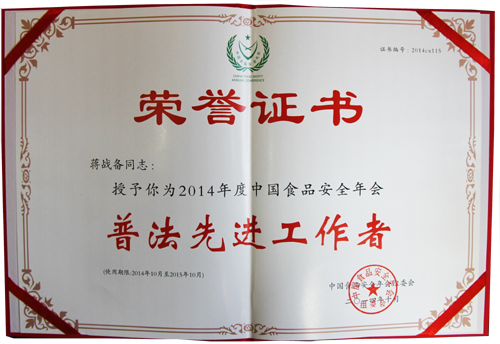 证书编号：2014cn115
荣誉证书
蒋战备同志：
授予你为2014年度中国食品安全年会
普法先进工作者
(使用期限:2014年10月至2015年10月)
中国食品安全年会组委会
二〇一四年十月